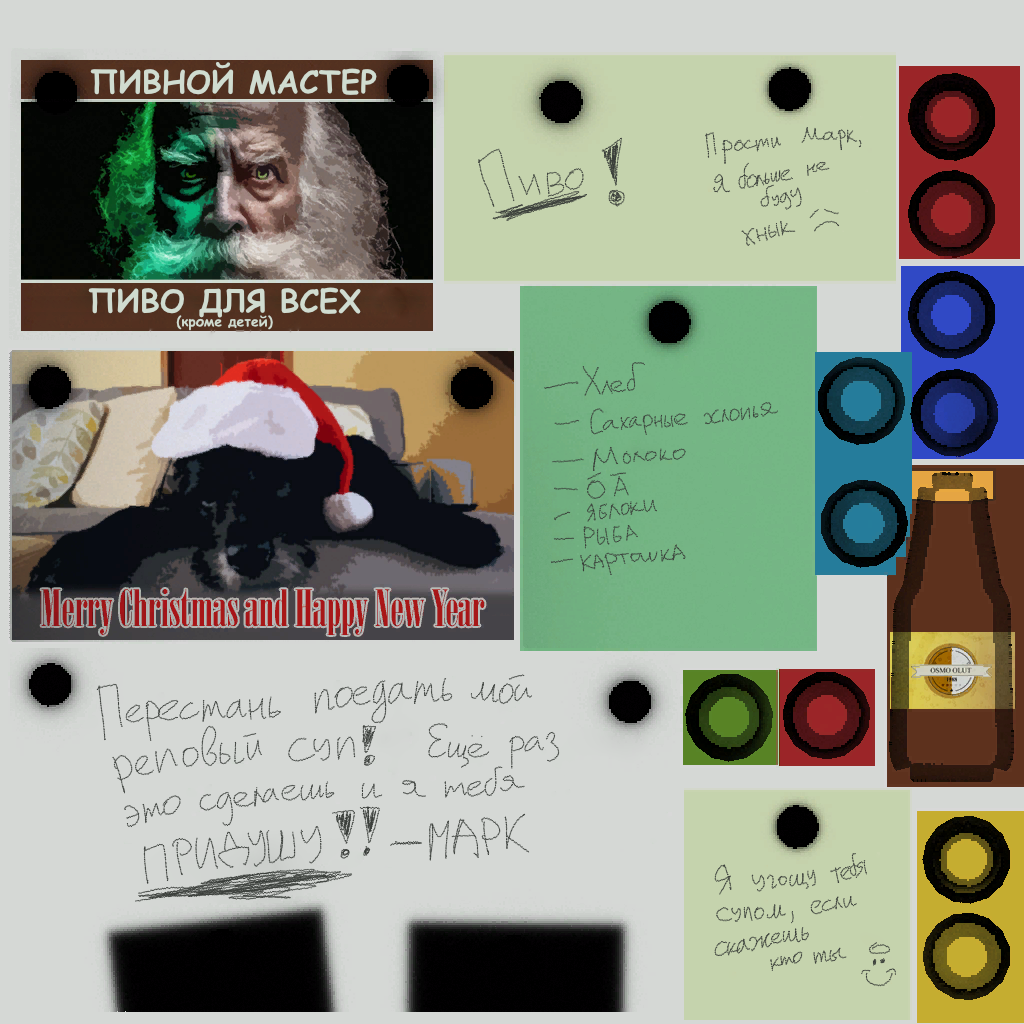 ПИВНОЙ МАСТЕР
ПИВО ДЛЯ ВСЕХ
(кроме детей)
Пиво!
Прости Марк,
я больше не
буду
хнык
Merry Christmas and Happy New Year
— Хлеб
— Сахарные хлопья
— Молоко
— ЯБЛОКИ
— РЫБА
— КАРТОШКА
OSMO OLUT
Перестань поедать мой
реповый суп! Ещё раз
это сделаешь и я тебя
ПРИДУШУ!! — МАРК
Я угощу тебя
супом, если
скажешь
кто ты